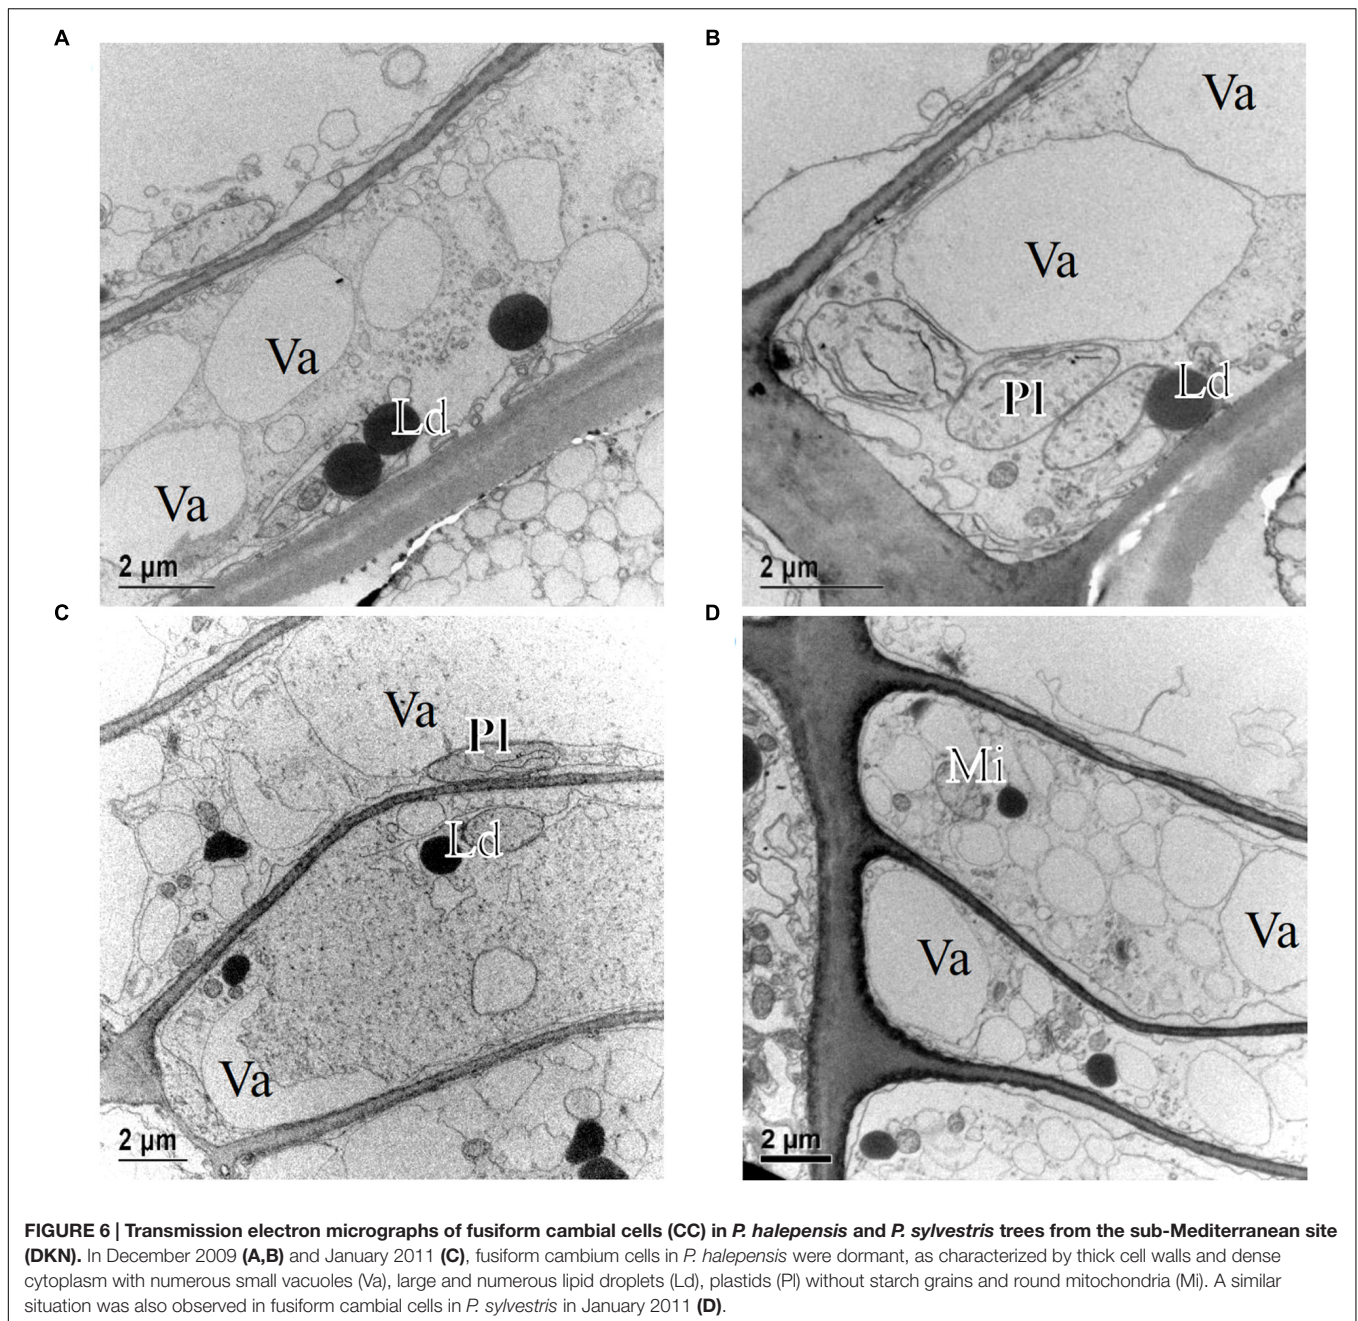 A
B
Va
Va
Va
Va
Ld
Pl
Ld
Va
2 µm
2 µm
C
D
Va
Pl
Mi
Ld
Va
Va
Va
2 µm
2 µm
FIGURE 6 | Transmission electron micrographs of fusiform cambial cells (CC) in P. halepensis and P. sylvestris trees from the sub-Mediterranean site
(DKN). In December 2009 (A,B) and January 2011 (C), fusiform cambium cells in P. halepensis were dormant, as characterized by thick cell walls and dense
cytoplasm with numerous small vacuoles (Va), large and numerous lipid droplets (Ld), plastids (Pl) without starch grains and round mitochondria (Mi). A similar
situation was also observed in fusiform cambial cells in P. sylvestris in January 2011 (D).